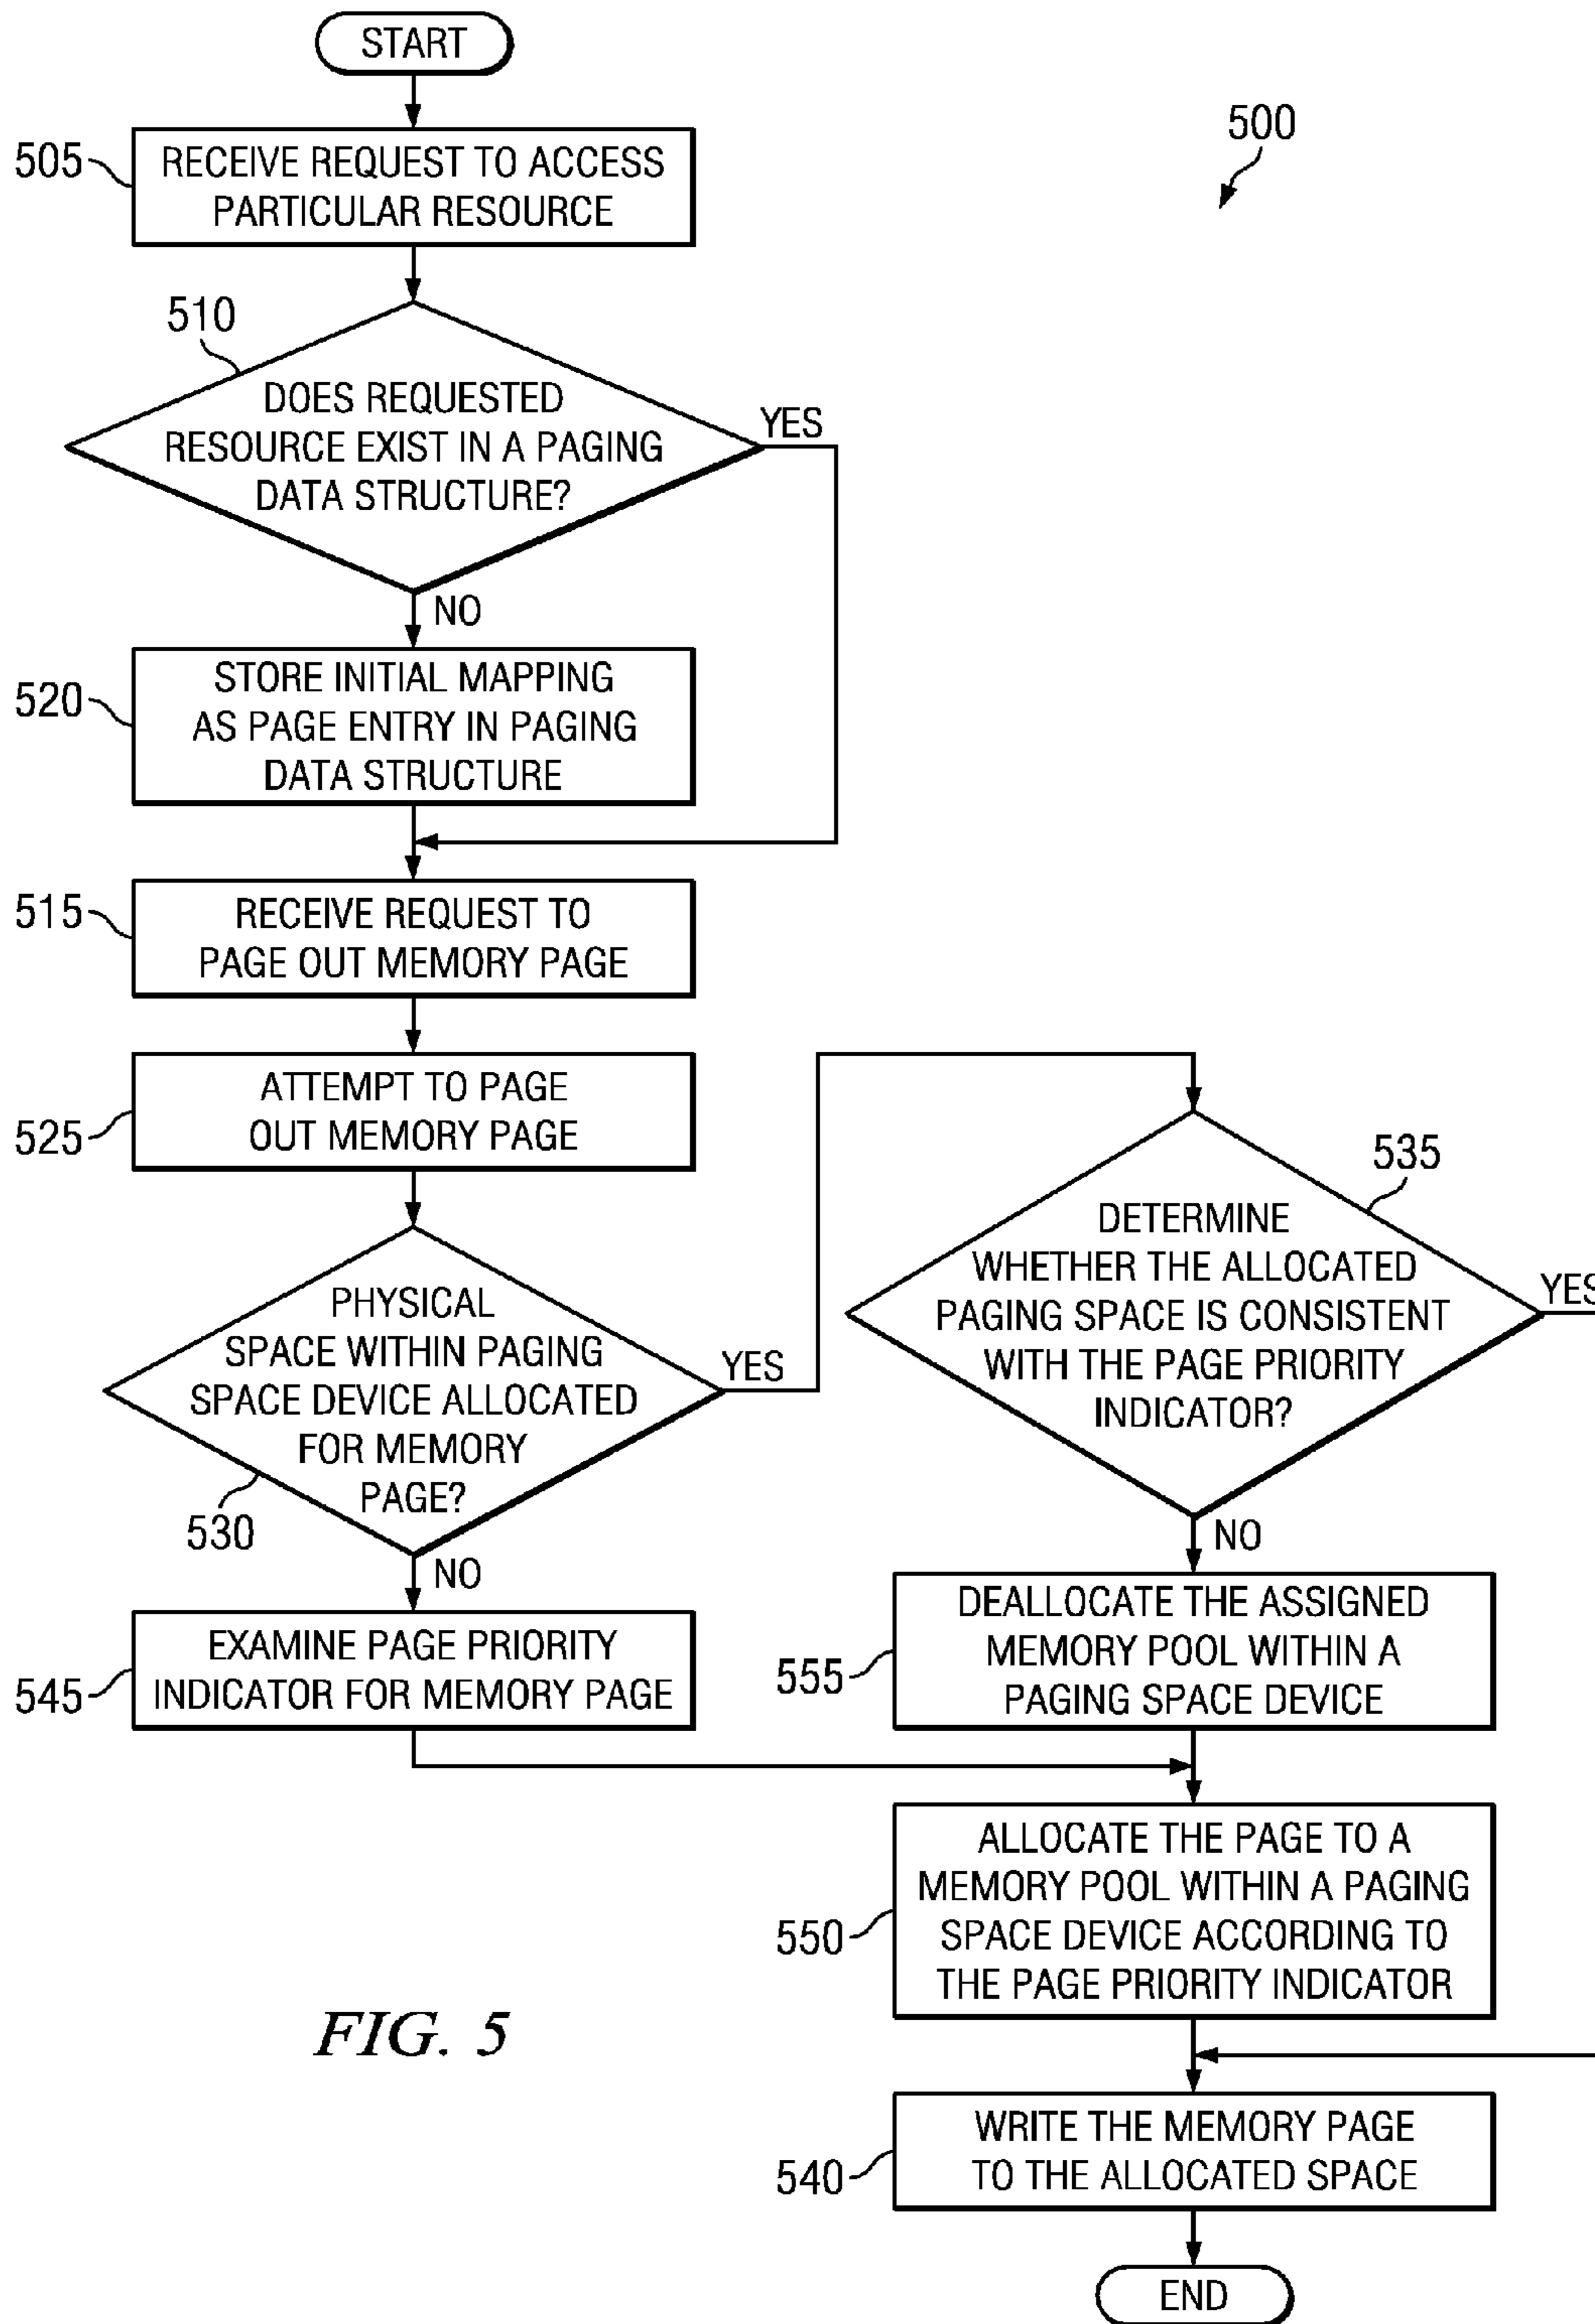 START
500
505
RECEIVE REQUEST TO ACCESS
PARTICULAR RESOURCE
510
DOES REQUESTED
RESOURCE EXIST IN A PAGING
DATA STRUCTURE?
YES
NO
520
STORE INITIAL MAPPING
AS PAGE ENTRY IN PAGING
DATA STRUCTURE
515
RECEIVE REQUEST TO
PAGE OUT MEMORY PAGE
525
ATTEMPT TO PAGE
OUT MEMORY PAGE
PHYSICAL
SPACE WITHIN PAGING
SPACE DEVICE ALLOCATED
FOR MEMORY
PAGE?
530
YES
NO
545
EXAMINE PAGE PRIORITY
INDICATOR FOR MEMORY PAGE
535
DETERMINE
WHETHER THE ALLOCATED
PAGING SPACE IS CONSISTENT
WITH THE PAGE PRIORITY
INDICATOR?
YES
NO
555
DEALLOCATE THE ASSIGNED
MEMORY POOL WITHIN A
PAGING SPACE DEVICE
550
ALLOCATE THE PAGE TO A
MEMORY POOL WITHIN A PAGING
SPACE DEVICE ACCORDING TO
THE PAGE PRIORITY INDICATOR
540
WRITE THE MEMORY PAGE
TO THE ALLOCATED SPACE
END
FIG. 5